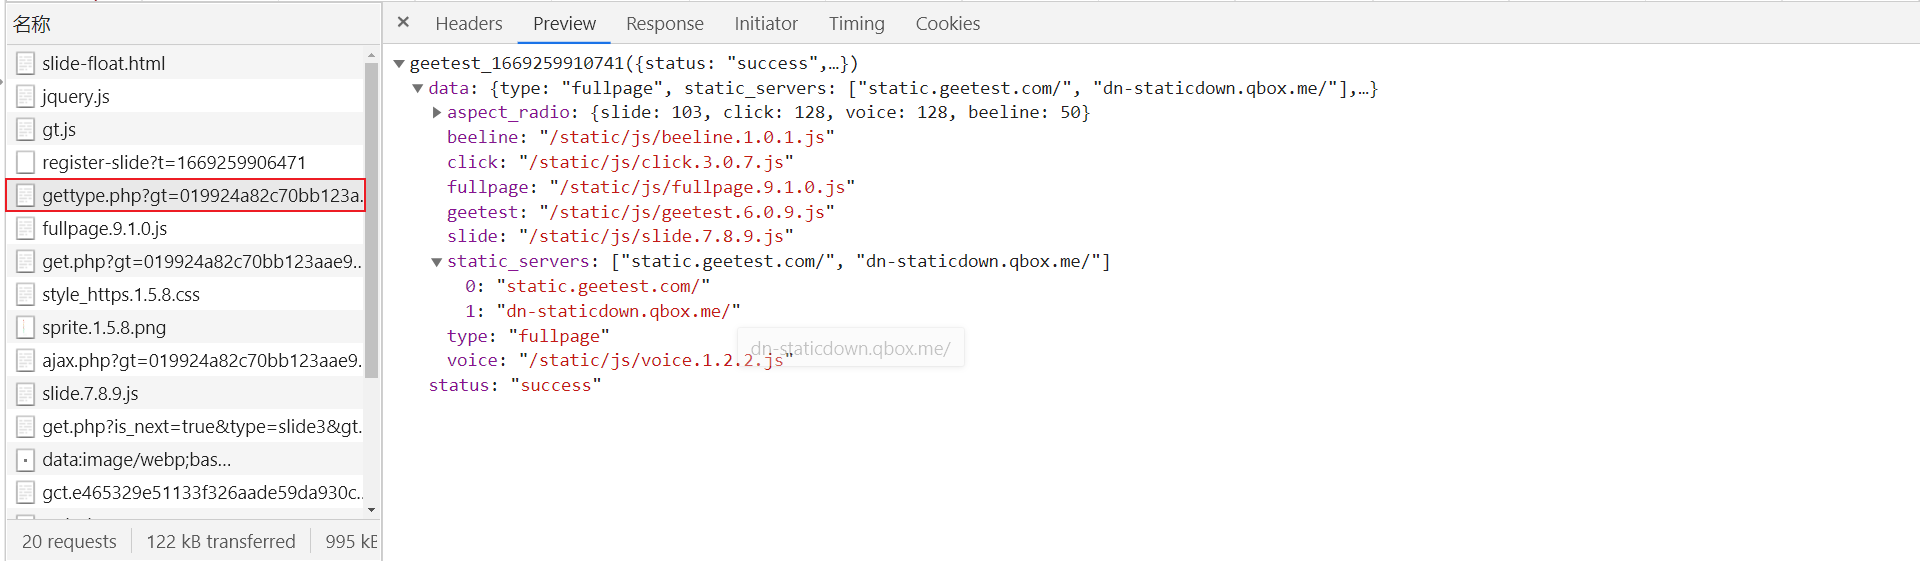 名称
slide-float.html
jquery.js
gt.js
register-slide?t=1669259906471
gettype.php?gt=019924a82c70bb123a.
fullpage.9.1.0.js
get.php?gt=019924a82c70bb123aae9..
style_https.1.5.8.css
sprite.1.5.8.png
ajax.php?gt=019924a82c70bb123aae9.
slide.7.8.9.js
get.php?is_next=true&type=slide3&gt.
data:image/webp;bas...
gct.e465329e51133f326aade59da930c..
20 requests 122 kB transferred 995 kB
× Headers Preview Response Initiator Timing Cookies
▼geetest_1669259910741({status: "success",…})
▼data: {type: "fullpage", static_servers: ["static.geetest.com/", "dn-staticdown.qbox.me/"],…}
▶aspect_radio: {slide: 103, click: 128, voice: 128, beeline: 50}
beeline: "/static/js/beeline.1.0.1.js"
click: "/static/js/click.3.0.7.js"
fullpage: "/static/js/fullpage.9.1.0.js"
geetest: "/static/js/geetest.6.0.9.js"
slide: "/static/js/slide.7.8.9.js"
▼static_servers: ["static.geetest.com/", "dn-staticdown.qbox.me/"]
0: "static.geetest.com/"
1: "dn-staticdown.qbox.me/"
type: "fullpage"
dn-staticdown.qbox.me/
voice: "/static/js/voice.1.2.2.js"
status: "success"